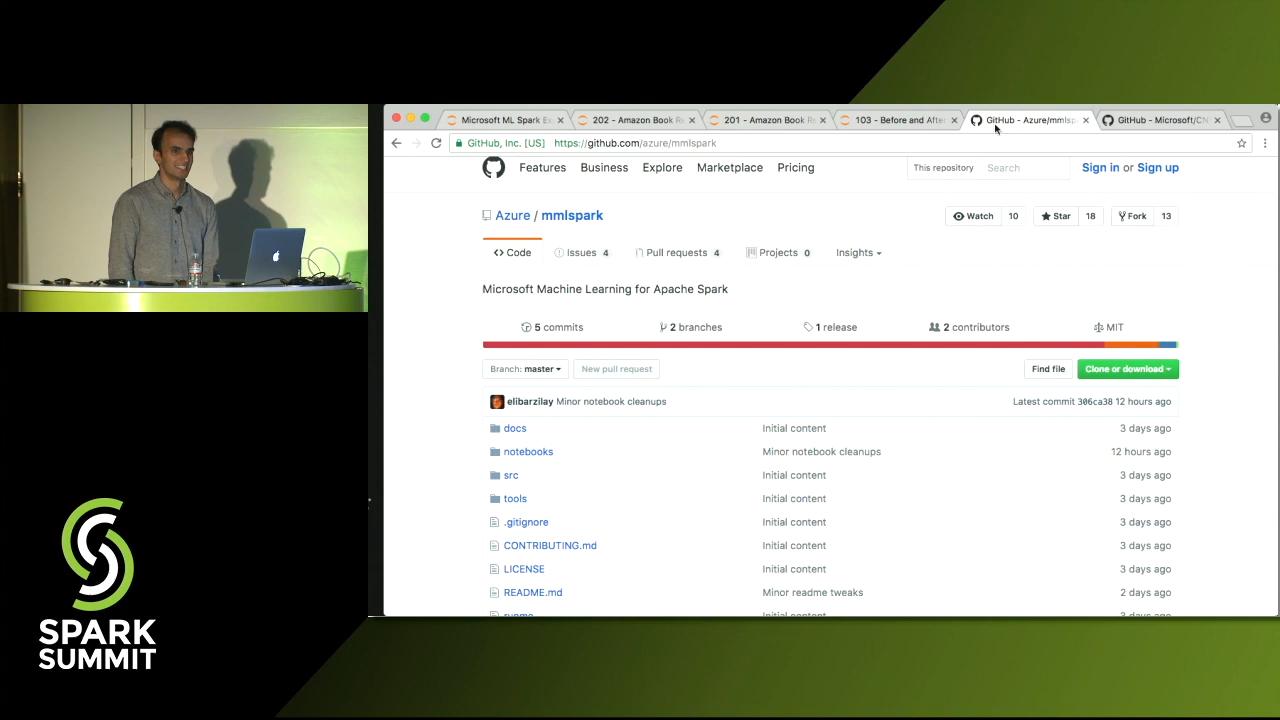 Microsoft ML Spark Ex
202 - Amazon Book Re
201 - Amazon Book Re
103 - Before and After
GitHub - Azure/mmlsp
GitHub - Microsoft/CN
GitHub, Inc. [US] https://github.com/azure/mmlspark
Features Business Explore Marketplace Pricing
This repository Search
Sign in or Sign up
Azure / mmlspark
Watch 10
Star 18
Fork 13
Code
Issues 4
Pull requests 4
Projects 0
Insights
Microsoft Machine Learning for Apache Spark
5 commits
2 branches
1 release
2 contributors
MIT
Branch: master
New pull request
Find file
Clone or download
elibarzilay Minor notebook cleanups
Latest commit 306ca38 12 hours ago
docs Initial content 3 days ago
notebooks Minor notebook cleanups 12 hours ago
src Initial content 3 days ago
tools Initial content 3 days ago
.gitignore Initial content 3 days ago
CONTRIBUTING.md Initial content 3 days ago
LICENSE Initial content 3 days ago
README.md Minor readme tweaks 2 days ago
runme Initial content 3 days ago
SPARK
SUMMIT